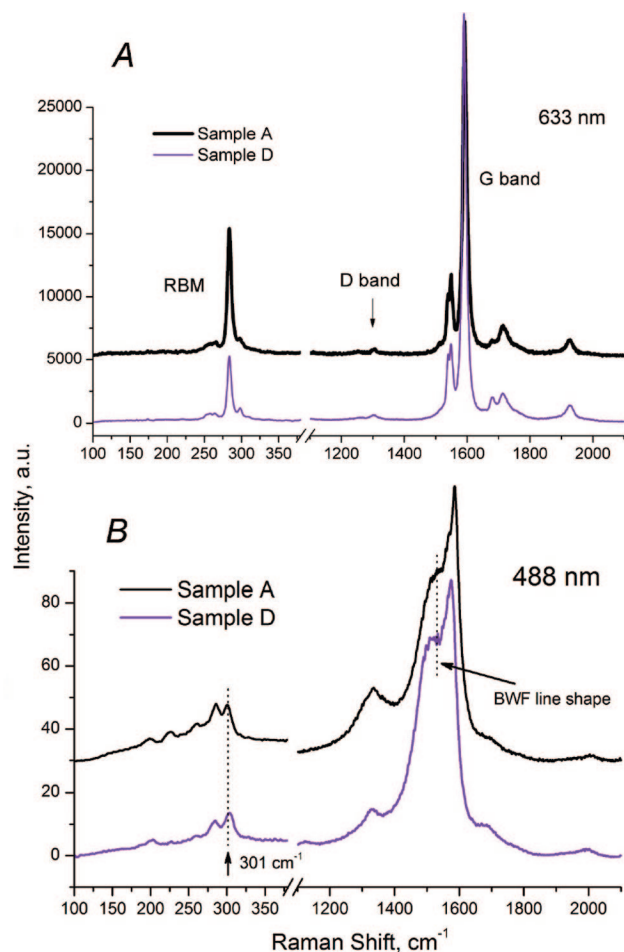 A
25000
20000
15000
10000
5000
0
Sample A
Sample D
633 nm
G band
RBM
D band
100 150 200 250 300 350 1200 1400 1600 1800 2000
Intensity, a.u.
B
80
60
40
20
0
Sample A
Sample D
488 nm
BWF line shape
301 cm⁻¹
100 150 200 250 300 350 1200 1400 1600 1800 2000
Raman Shift, cm⁻¹